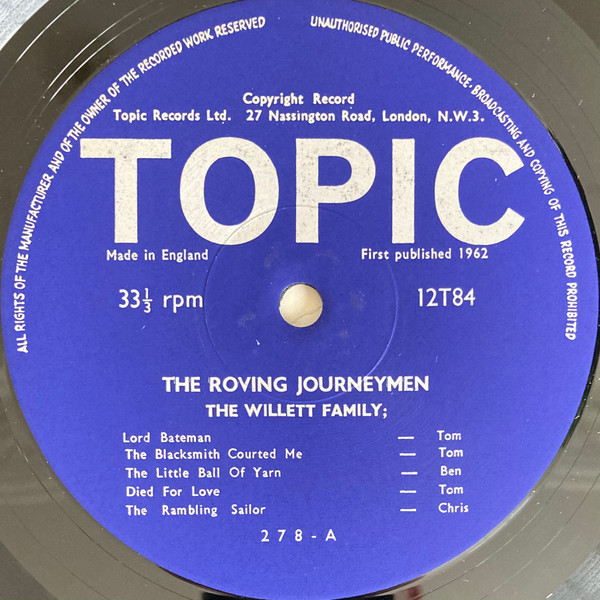 ALL RIGHTS OF THE MANUFACTURER AND OF THE OWNER OF THE RECORDED WORK RESERVED
UNAUTHORISED PUBLIC PERFORMANCE · BROADCASTING AND COPYING OF THIS RECORD PROHIBITED
Copyright Record
Topic Records Ltd. 27 Nassington Road, London, N.W.3.
TOPIC
Made in England First published 1962
33⅓ rpm 12T84
THE ROVING JOURNEYMEN
THE WILLETT FAMILY;
Lord Bateman — Tom
The Blacksmith Courted Me — Tom
The Little Ball Of Yarn — Ben
Died For Love — Tom
The Rambling Sailor — Chris
278-A